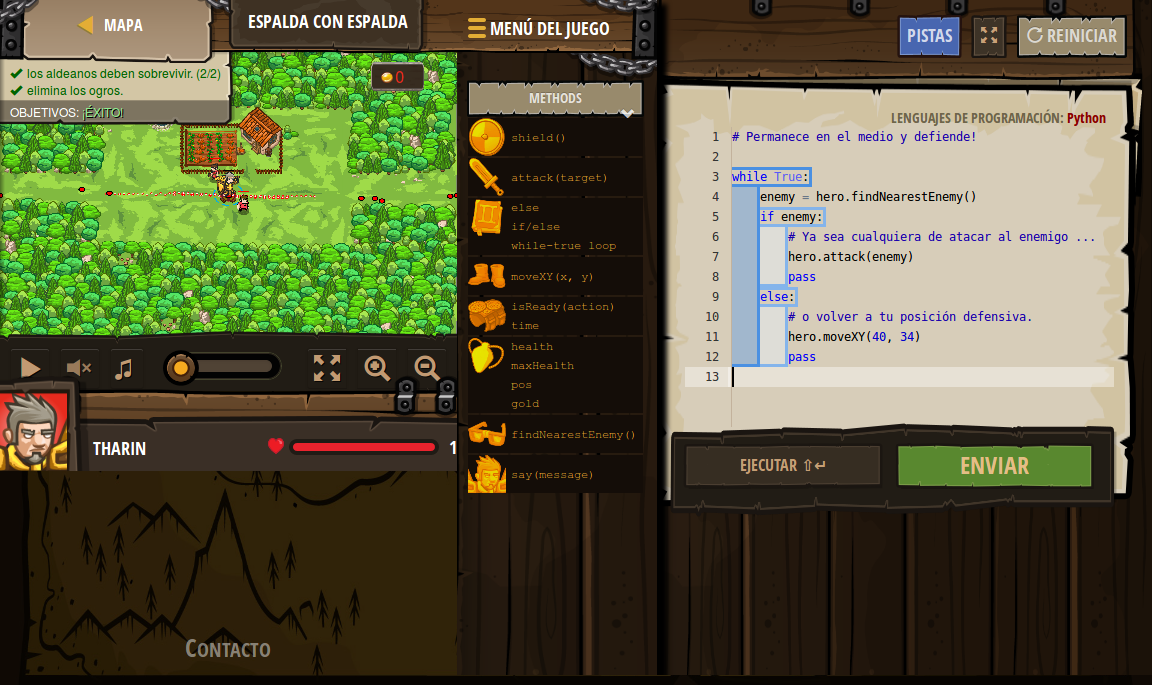 MAPA
ESPALDA CON ESPALDA
MENÚ DEL JUEGO
PISTAS
REINICIAR
los aldeanos deben sobrevivir. (2/2)
elimina los ogros.
OBJETIVOS: ¡ÉXITO!
0
METHODS
shield()
attack(target)
else
if/else
while-true loop
moveXY(x, y)
isReady(action)
time
health
maxHealth
pos
gold
findNearestEnemy()
say(message)
LENGUAJES DE PROGRAMACIÓN: Python
1 # Permanece en el medio y defiende!
2
3 while True:
4 enemy = hero.findNearestEnemy()
5 if enemy:
6 # Ya sea cualquiera de atacar al enemigo ...
7 hero.attack(enemy)
8 pass
9 else:
10 # o volver a tu posición defensiva.
11 hero.moveXY(40, 34)
12 pass
13
EJECUTAR ⇧↵
ENVIAR
THARIN
1
CONTACTO